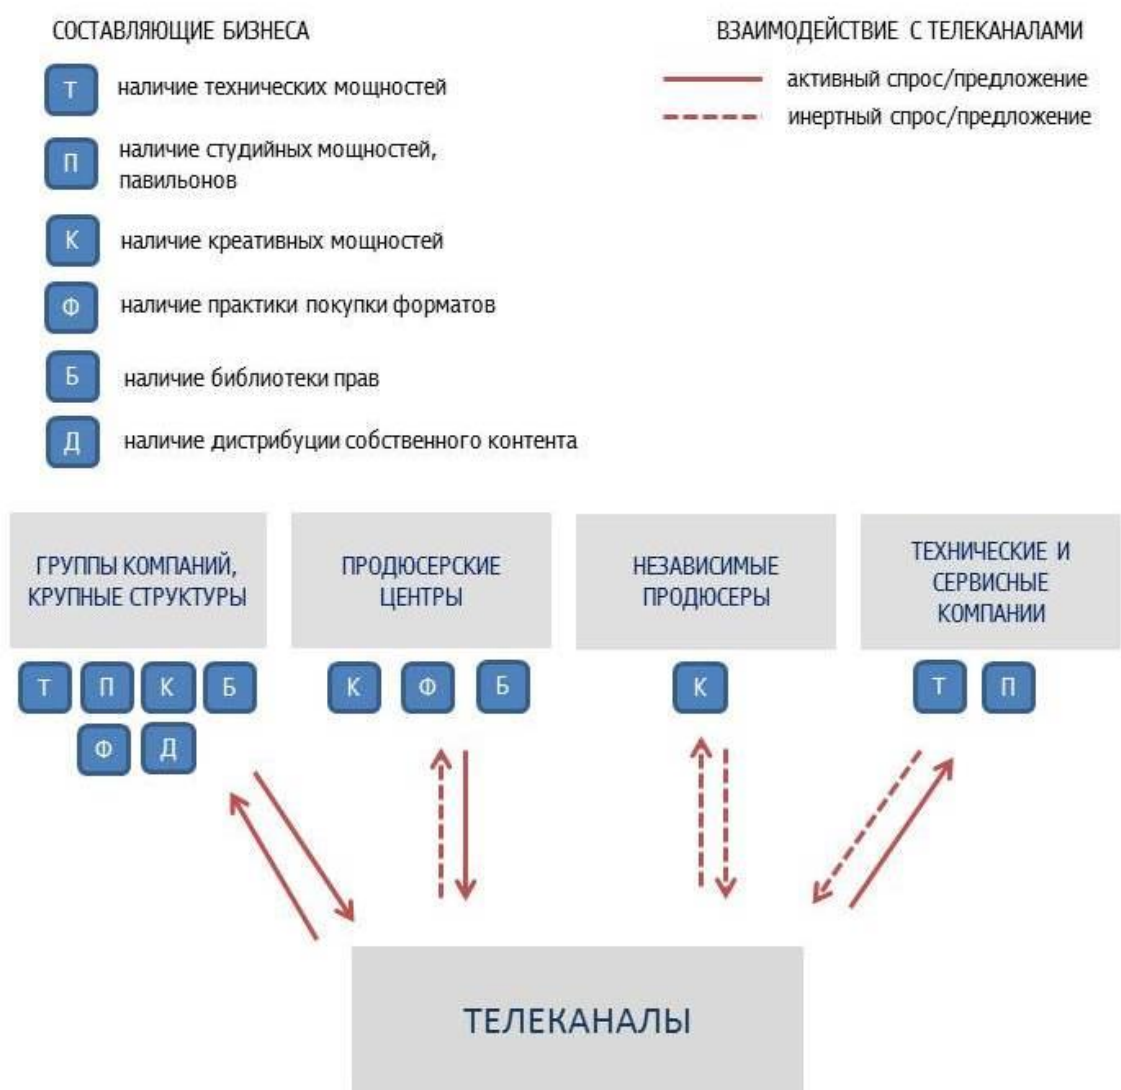 СОСТАВЛЯЮЩИЕ БИЗНЕСА
Т наличие технических мощностей
П наличие студийных мощностей,
павильонов
К наличие креативных мощностей
Ф наличие практики покупки форматов
Б наличие библиотеки прав
Д наличие дистрибуции собственного контента
ВЗАИМОДЕЙСТВИЕ С ТЕЛЕКАНАЛАМИ
активный спрос/предложение
инертный спрос/предложение
ГРУППЫ КОМПАНИЙ,
КРУПНЫЕ СТРУКТУРЫ
Т П К Б
Ф Д
ПРОДЮСЕРСКИЕ
ЦЕНТРЫ
К Ф Б
НЕЗАВИСИМЫЕ
ПРОДЮСЕРЫ
К
ТЕХНИЧЕСКИЕ И
СЕРВИСНЫЕ
КОМПАНИИ
Т П
ТЕЛЕКАНАЛЫ